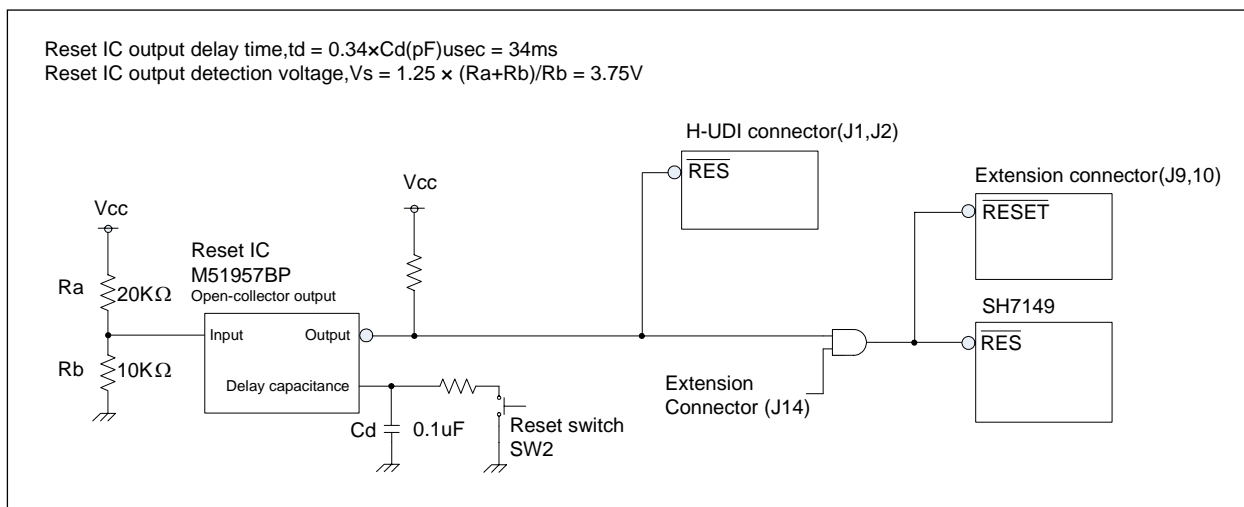 Reset IC output delay time,td = 0.34×Cd(pF)usec = 34ms
Reset IC output detection voltage,Vs = 1.25 × (Ra+Rb)/Rb = 3.75V
H-UDI connector(J1,J2)
RES
Extension connector(J9,10)
RESET
Vcc
Vcc
Reset IC
M51957BP
Open-collector output
Ra
20KΩ
Input
Output
SH7149
RES
Rb
10KΩ
Delay capacitance
Extension
Connector (J14)
Cd
0.1uF
Reset switch
SW2